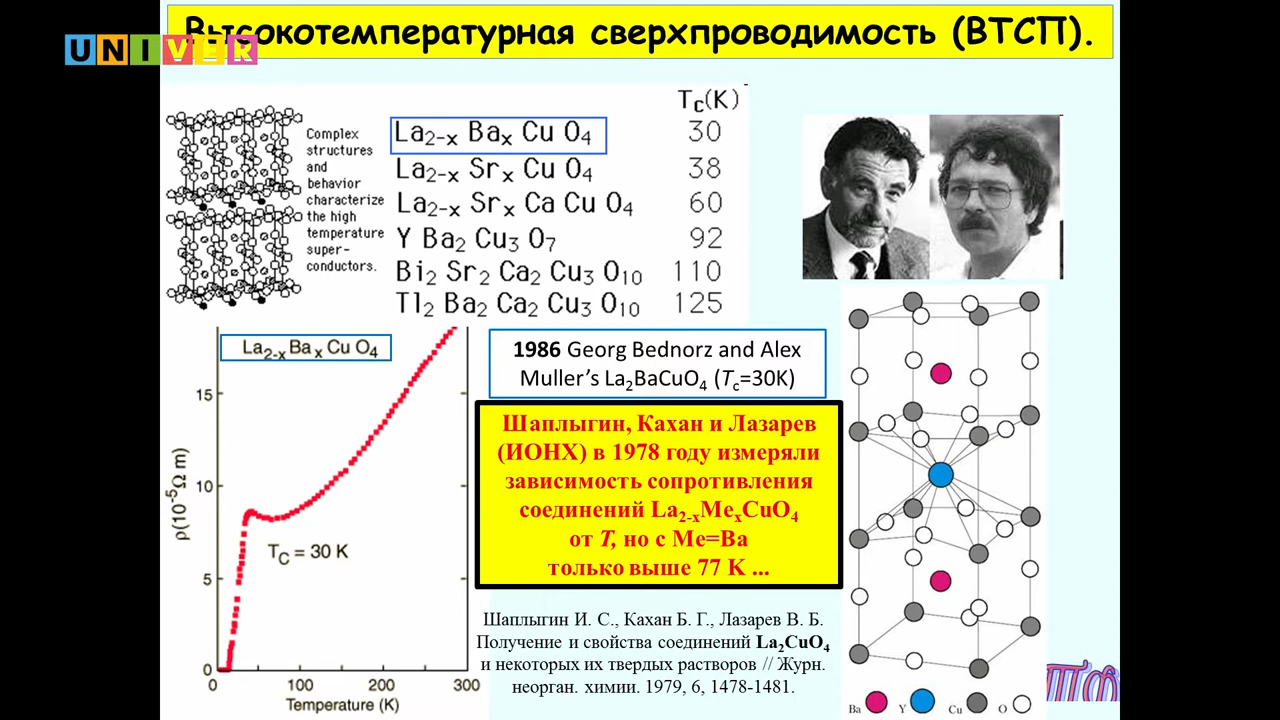 Высокотемпературная сверхпроводимость (ВТСП).
UNIVER
Complex
structures
and
behavior
characterize
the high
temperature
super-
conductors.
T_C(K)
La₂₋ₓ Baₓ Cu O₄ 30
La₂₋ₓ Srₓ Cu O₄ 38
La₂₋ₓ Srₓ Ca Cu O₄ 60
Y Ba₂ Cu₃ O₇ 92
Bi₂ Sr₂ Ca₂ Cu₃ O₁₀ 110
Tl₂ Ba₂ Ca₂ Cu₃ O₁₀ 125
La₂₋ₓ Baₓ Cu O₄
ρ(10⁻⁵Ω m)
15
10
5
0
T_C = 30 K
0 100 200 300
Temperature (K)
1986 Georg Bednorz and Alex
Muller’s La₂BaCuO₄ (T_c=30K)
Шаплыгин, Кахан и Лазарев
(ИОНХ) в 1978 году измеряли
зависимость сопротивления
соединений La₂₋ₓMeₓCuO₄
от T, но с Me=Ba
только выше 77 K ...
Шаплыгин И. С., Кахан Б. Г., Лазарев В. Б.
Получение и свойства соединений La₂CuO₄
и некоторых их твердых растворов // Журн.
неорган. химии. 1979, 6, 1478-1481.
Ba Y Cu O